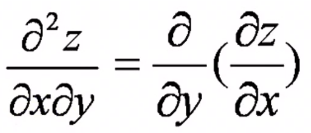 ∂²z/∂x∂y = ∂/∂y(∂z/∂x)